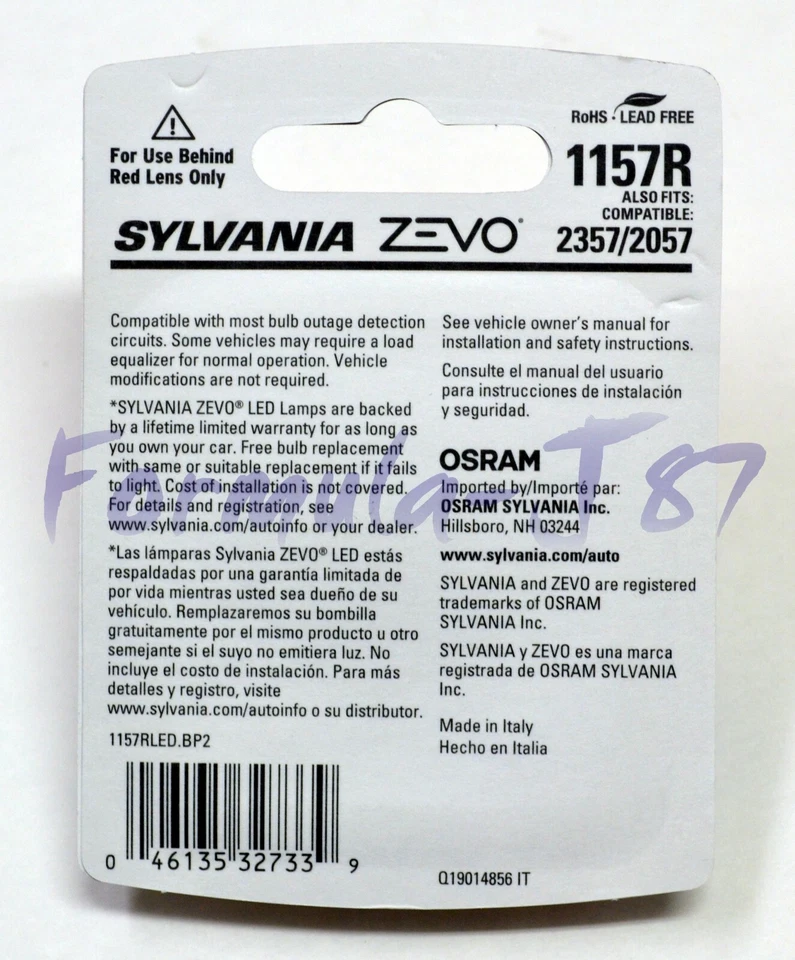 For Use Behind
Red Lens Only
RoHS · LEAD FREE
1157R
ALSO FITS:
COMPATIBLE:
2357/2057
SYLVANIA ZEVO®
Compatible with most bulb outage detection
circuits. Some vehicles may require a load
equalizer for normal operation. Vehicle
modifications are not required.
*SYLVANIA ZEVO® LED Lamps are backed
by a lifetime limited warranty for as long as
you own your car. Free bulb replacement
with same or suitable replacement if it fails
to light. Cost of installation is not covered.
For details and registration, see
www.sylvania.com/autoinfo or your dealer.
*Las lámparas Sylvania ZEVO® LED estás
respaldadas por una garantía limitada de
por vida mientras usted sea dueño de su
vehículo. Remplazaremos su bombilla
gratuitamente por el mismo producto u otro
semejante si el suyo no emitiera luz. No
incluye el costo de instalación. Para más
detalles y registro, visite
www.sylvania.com/autoinfo o su distributor.
1157RLED.BP2
0 46135 32733 9
See vehicle owner's manual for
installation and safety instructions.
Consulte el manual del usuario
para instrucciones de instalación
y seguridad.
OSRAM
Imported by/Importé par:
OSRAM SYLVANIA Inc.
Hillsboro, NH 03244
www.sylvania.com/auto
SYLVANIA and ZEVO are registered
trademarks of OSRAM
SYLVANIA Inc.
SYLVANIA y ZEVO es una marca
registrada de OSRAM SYLVANIA
Inc.
Made in Italy
Hecho en Italia
Q19014856 IT
Formula-J 87